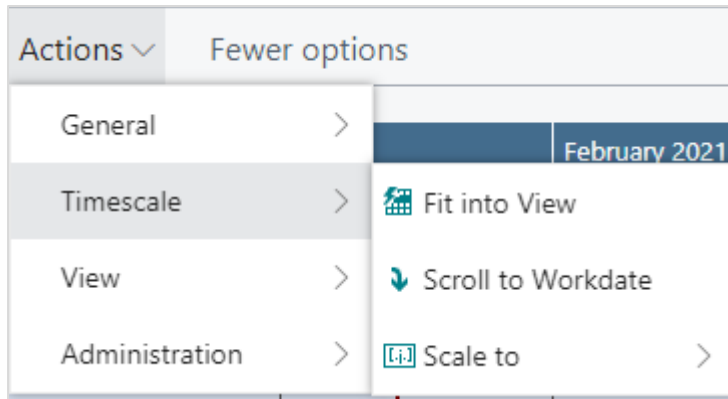 Actions Fewer options
General
February 2021
Timescale
Fit into View
View
Scroll to Workdate
Administration
Scale to